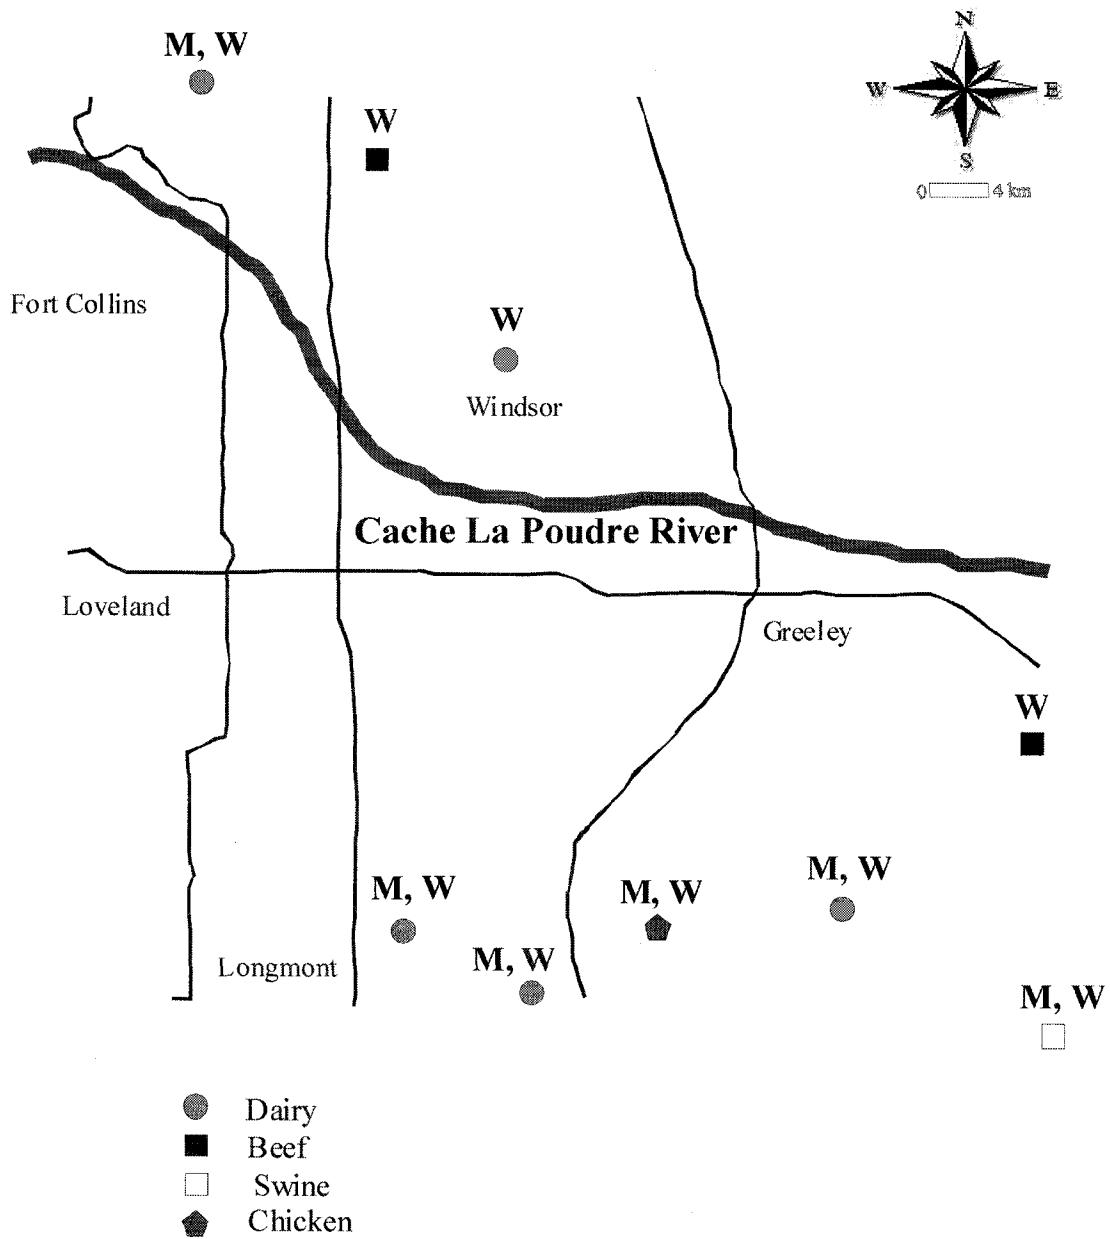 N
M, W
W E
W
S
0 4 km
Fort Collins
W
Windsor
Cache La Poudre River
Loveland
Greeley
W
M, W
M, W
M, W
M, W
Longmont
M, W
Dairy
Beef
Swine
Chicken